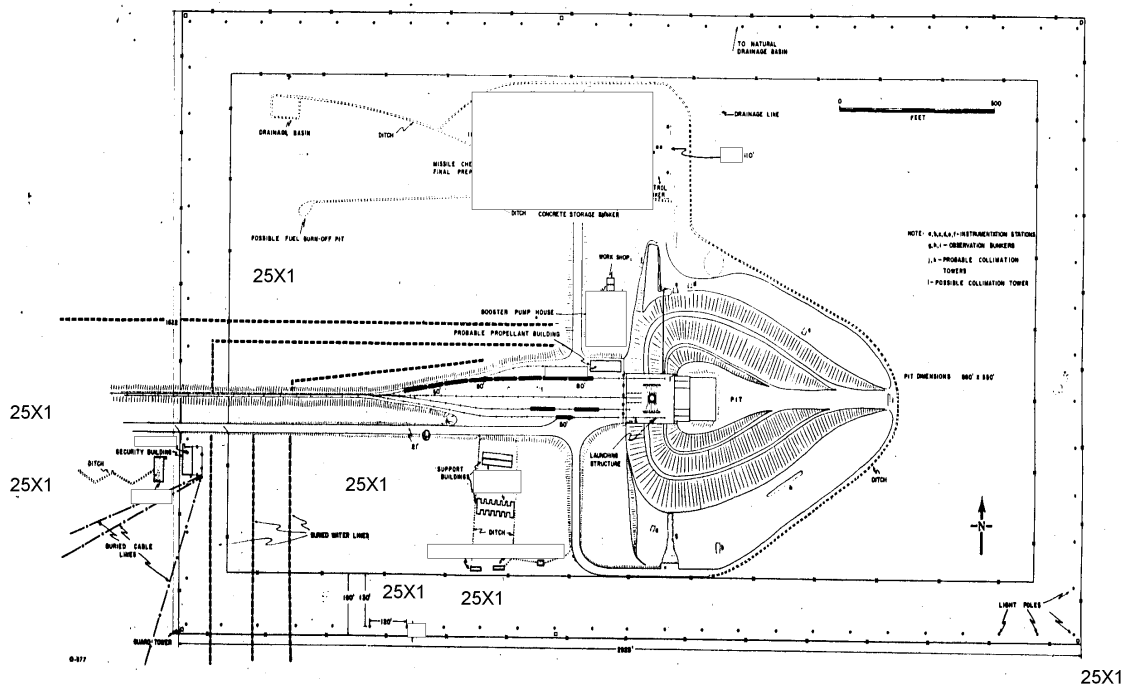 TO NATURAL
DRAINAGE BASIN
0 500
FEET
DRAINAGE LINE
DRAINAGE BASIN
DITCH
110'
MISSILE CHE
FINAL PREP
DITCH
CONCRETE STORAGE BUNKER
POSSIBLE FUEL BURN-OFF PIT
NOTE: a,b,c,d,e,f-INSTRUMENTATION STATIONS
g,h,i - OBSERVATION BUNKERS
j,k - PROBABLE COLLIMATION
TOWERS
l - POSSIBLE COLLIMATION TOWER
25X1
WORK SHOP
BOOSTER PUMP HOUSE
PROBABLE PROPELLANT BUILDING
PIT DIMENSIONS
PIT
25X1
SECURITY BUILDING
DITCH
LAUNCHING
STRUCTURE
SUPPORT
BUILDINGS
DITCH
25X1
25X1
-N-
BURIED WATER LINES
DITCH
BURIED CABLE
LINES
25X1
25X1
LIGHT POLES
GUARD TOWER
25X1